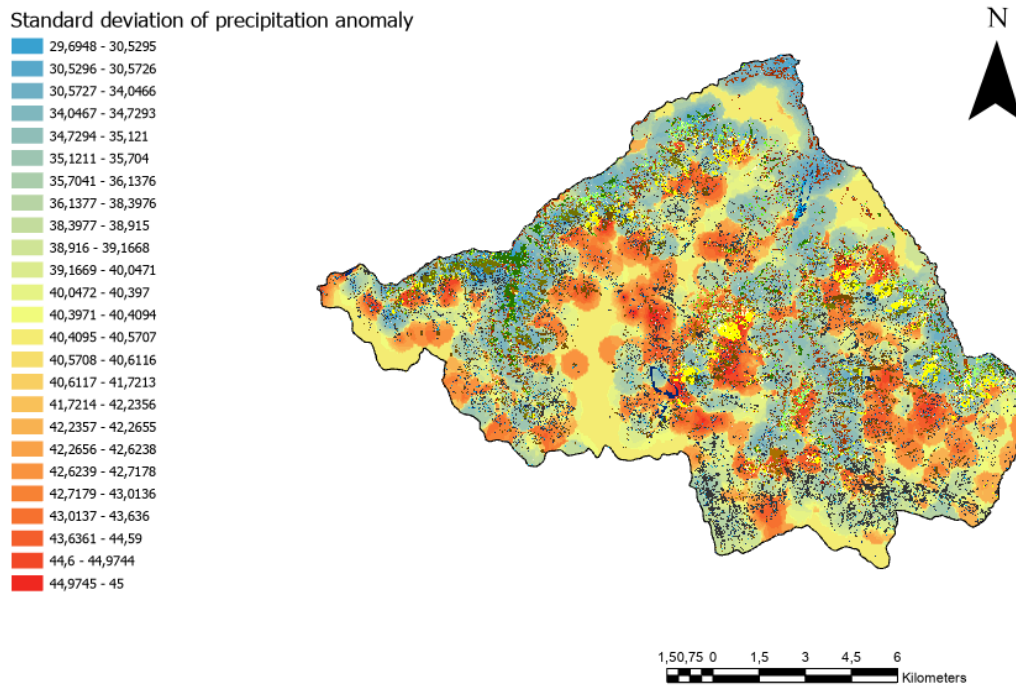 Standard deviation of precipitation anomaly
N
29,6948 - 30,5295
30,5296 - 30,5726
30,5727 - 34,0466
34,0467 - 34,7293
34,7294 - 35,121
35,1211 - 35,704
35,7041 - 36,1376
36,1377 - 38,3976
38,3977 - 38,915
38,916 - 39,1668
39,1669 - 40,0471
40,0472 - 40,397
40,3971 - 40,4094
40,4095 - 40,5707
40,5708 - 40,6116
40,6117 - 41,7213
41,7214 - 42,2356
42,2357 - 42,2655
42,2656 - 42,6238
42,6239 - 42,7178
42,7179 - 43,0136
43,0137 - 43,636
43,6361 - 44,59
44,6 - 44,9744
44,9745 - 45
1,50,75 0 1,5 3 4,5 6
Kilometers